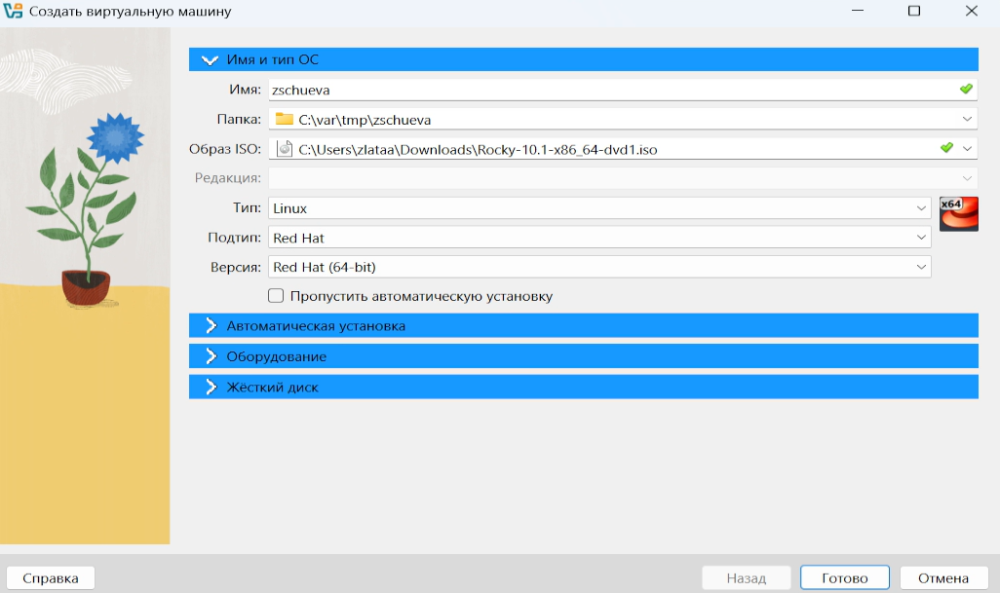 Создать виртуальную машину
Имя и тип ОС
Имя: zschueva
Папка: C:\var\tmp\zschueva
Образ ISO: C:\Users\zlataa\Downloads\Rocky-10.1-x86_64-dvd1.iso
Редакция:
Тип: Linux
x64
Подтип: Red Hat
Версия: Red Hat (64-bit)
Пропустить автоматическую установку
Автоматическая установка
Оборудование
Жёсткий диск
Справка Назад Готово Отмена